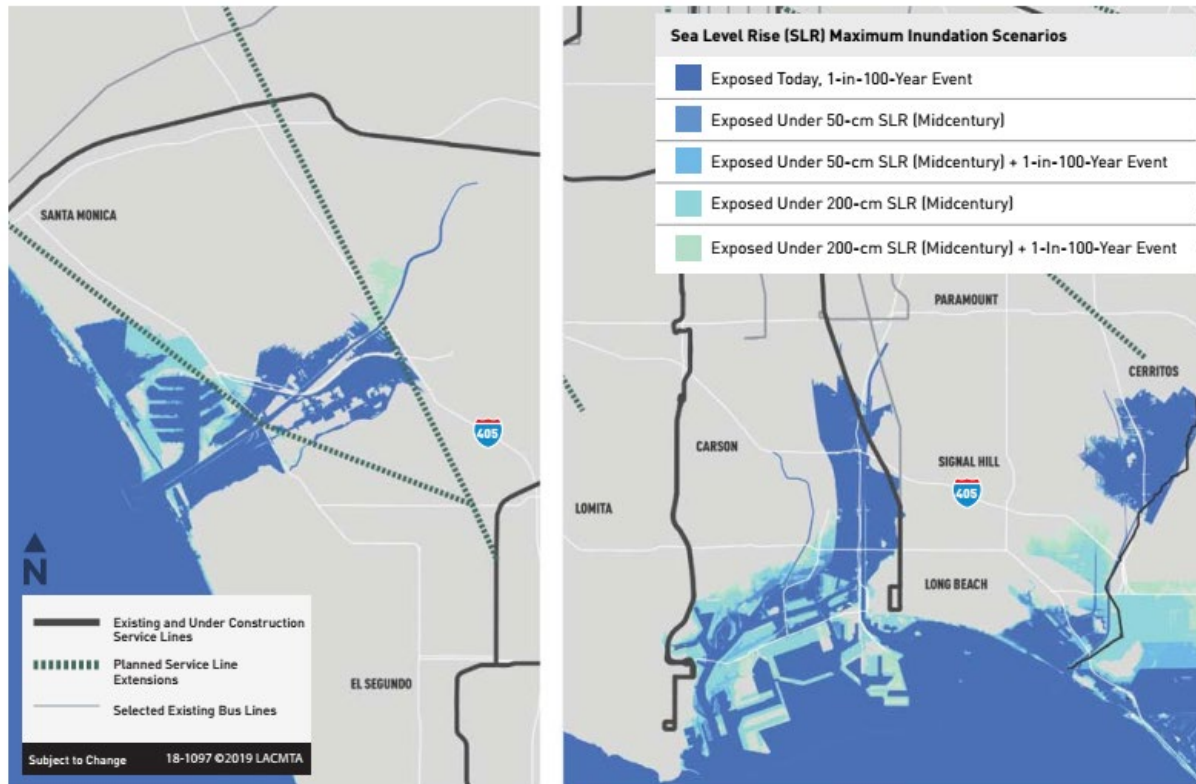 Sea Level Rise (SLR) Maximum Inundation Scenarios
Exposed Today, 1-in-100-Year Event
Exposed Under 50-cm SLR (Midcentury)
Exposed Under 50-cm SLR (Midcentury) + 1-in-100-Year Event
Exposed Under 200-cm SLR (Midcentury)
Exposed Under 200-cm SLR (Midcentury) + 1-In-100-Year Event
SANTA MONICA
405
EL SEGUNDO
N
Existing and Under Construction
Service Lines
Planned Service Line
Extensions
Selected Existing Bus Lines
Subject to Change 18-1097 ©2019 LACMTA
PARAMOUNT
CERRITOS
CARSON
SIGNAL HILL
405
LOMITA
LONG BEACH